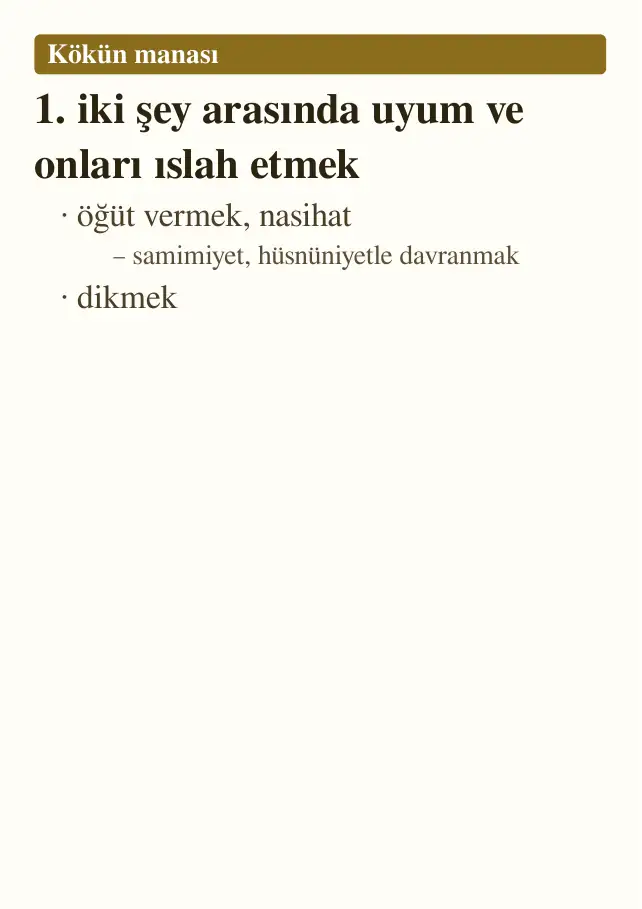 Kökün manası
1. iki şey arasında uyum ve
onları ıslah etmek
· öğüt vermek, nasihat
– samimiyet, hüsnüniyetle davranmak
· dikmek